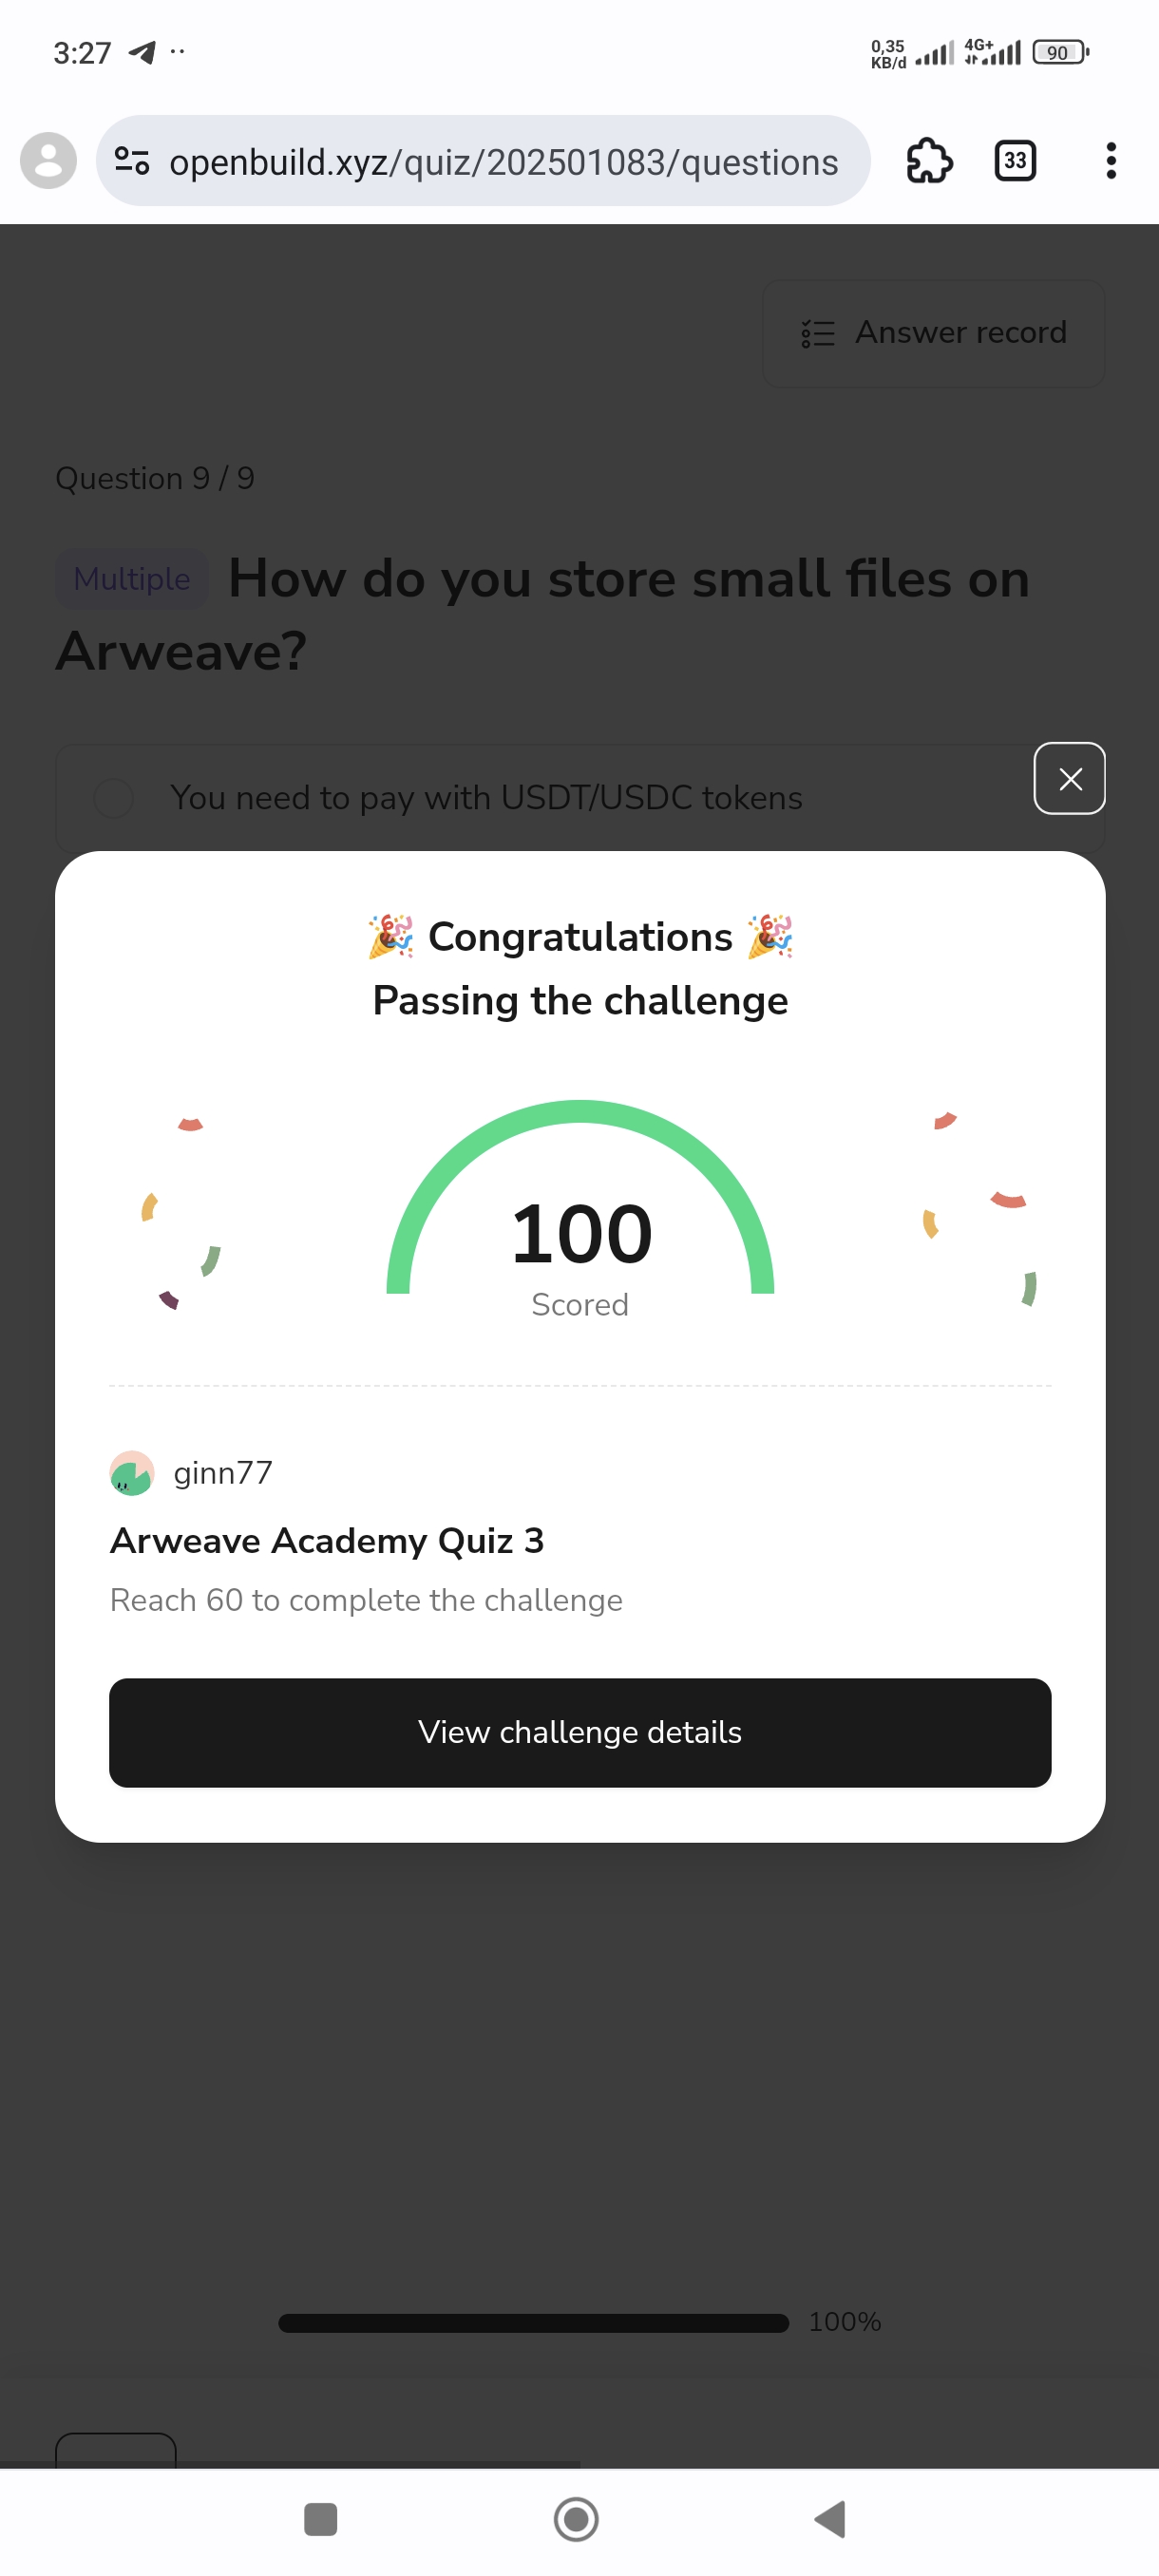 3:27
0,35
KB/d
4G+
90
openbuild.xyz/quiz/202501083/questions
33
Answer record
Question 9 / 9
Multiple How do you store small files on
Arweave?
You need to pay with USDT/USDC tokens
🎉 Congratulations 🎉
Passing the challenge
100
Scored
ginn77
Arweave Academy Quiz 3
Reach 60 to complete the challenge
View challenge details
100%